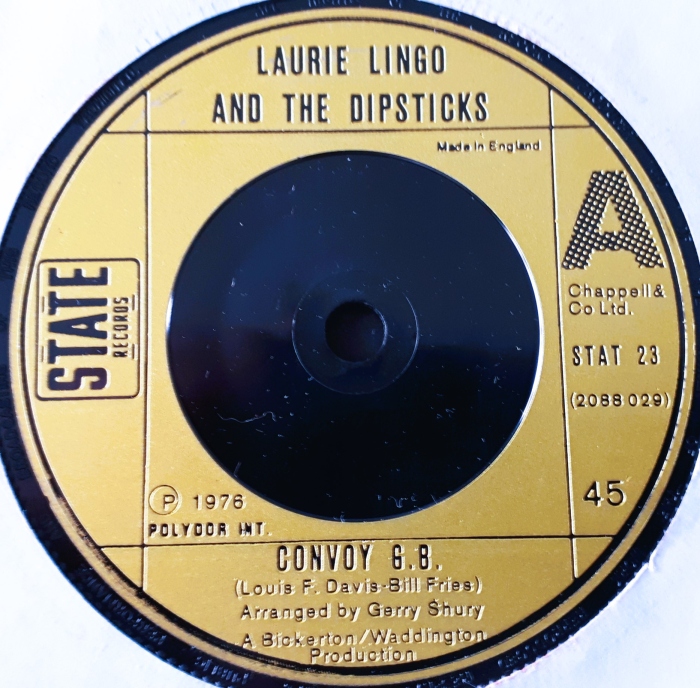 LAURIE LINGO
AND THE DIPSTICKS
Made in England
A
Chappell &
Co Ltd.
STATE
RECORDS
STAT 23
(2088 029)
45
Ⓟ 1976
POLYDOR INT.
CONVOY G.B.
(Louis F. Davis-Bill Fries)
Arranged by Gerry Shury
A Bickerton/Waddington
Production